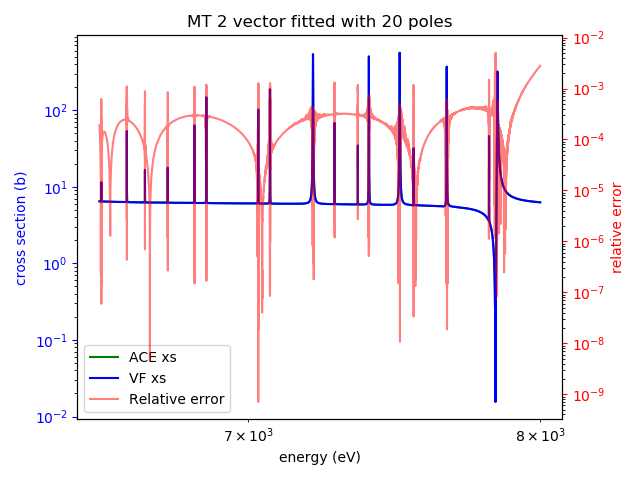 MT 2 vector fitted with 20 poles
cross section (b)
10²
10¹
10⁰
10⁻¹
10⁻²
10⁻²
10⁻³
10⁻⁴
10⁻⁵
10⁻⁶
10⁻⁷
10⁻⁸
10⁻⁹
relative error
ACE xs
VF xs
Relative error
7 × 10³
8 × 10³
energy (eV)